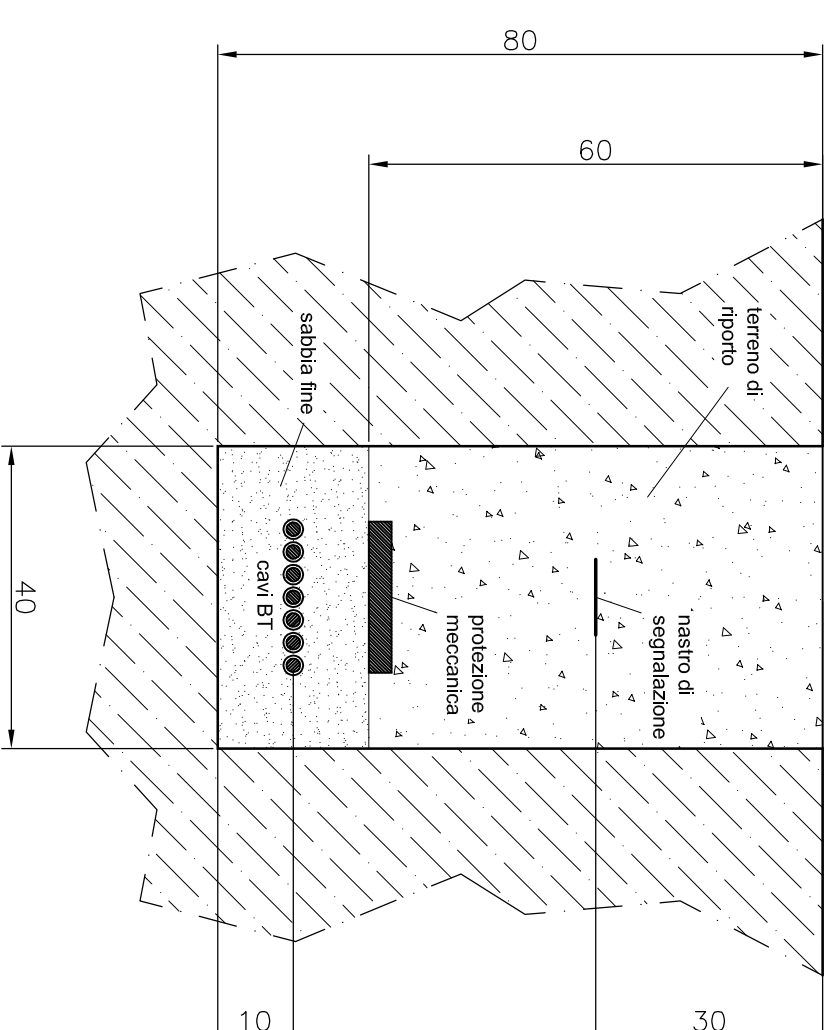 80
60
terreno di
riporto
sabbia fine
nastro di
segnalazione
protezione
meccanica
cavi BT
40
10
30